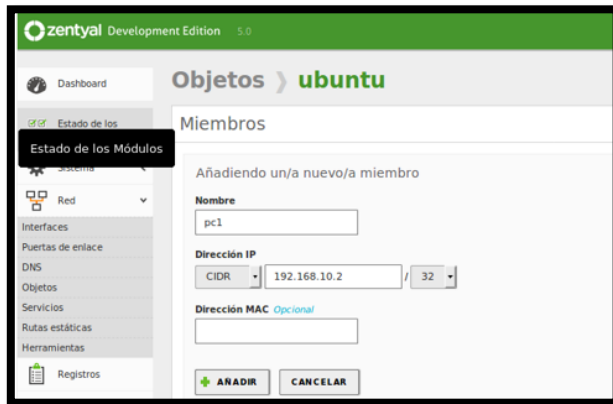 zentyal Development Edition 5.0
Dashboard
Estado de los
Estado de los Módulos
Sistema
Red
Interfaces
Puertas de enlace
DNS
Objetos
Servicios
Rutas estáticas
Herramientas
Registros
Objetos ubuntu
Miembros
Añadiendo un/a nuevo/a miembro
Nombre
pc1
Dirección IP
CIDR 192.168.10.2 / 32
Dirección MAC Opcional
AÑADIR CANCELAR